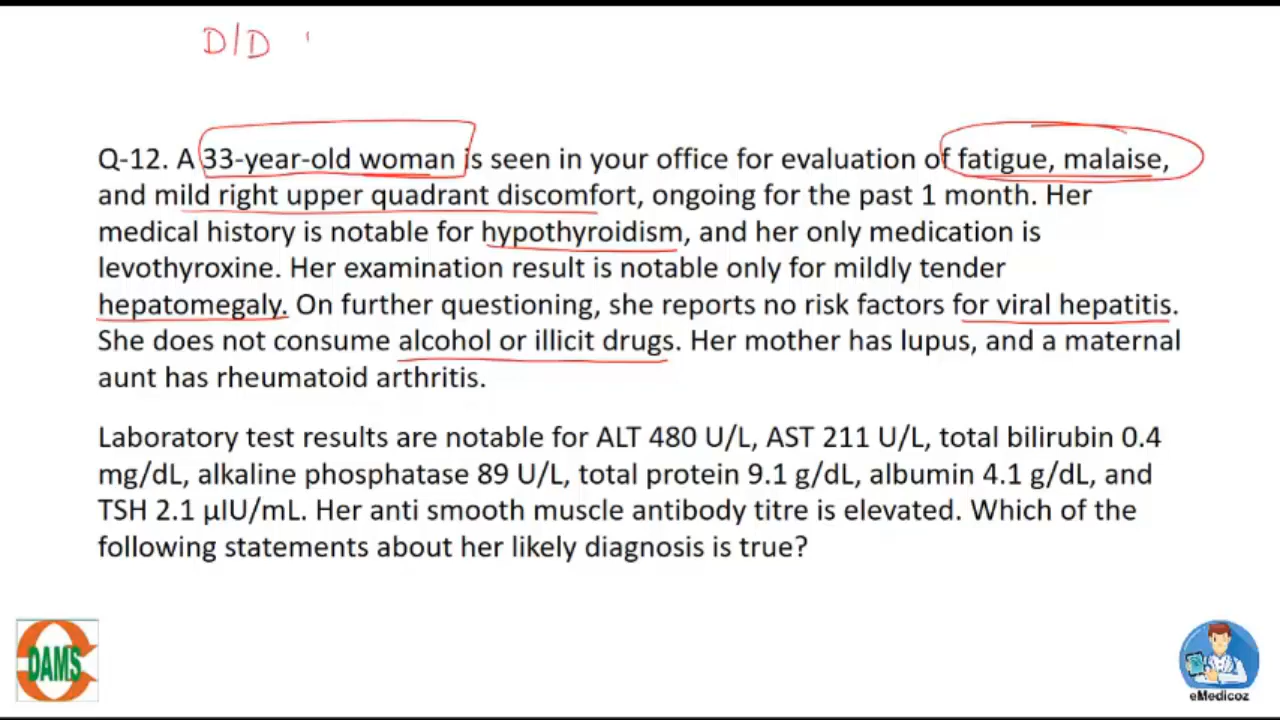 D/D
Q-12. A 33-year-old woman is seen in your office for evaluation of fatigue, malaise,
and mild right upper quadrant discomfort, ongoing for the past 1 month. Her
medical history is notable for hypothyroidism, and her only medication is
levothyroxine. Her examination result is notable only for mildly tender
hepatomegaly. On further questioning, she reports no risk factors for viral hepatitis.
She does not consume alcohol or illicit drugs. Her mother has lupus, and a maternal
aunt has rheumatoid arthritis.
Laboratory test results are notable for ALT 480 U/L, AST 211 U/L, total bilirubin 0.4
mg/dL, alkaline phosphatase 89 U/L, total protein 9.1 g/dL, albumin 4.1 g/dL, and
TSH 2.1 µIU/mL. Her anti smooth muscle antibody titre is elevated. Which of the
following statements about her likely diagnosis is true?
DAMS
eMedicoz